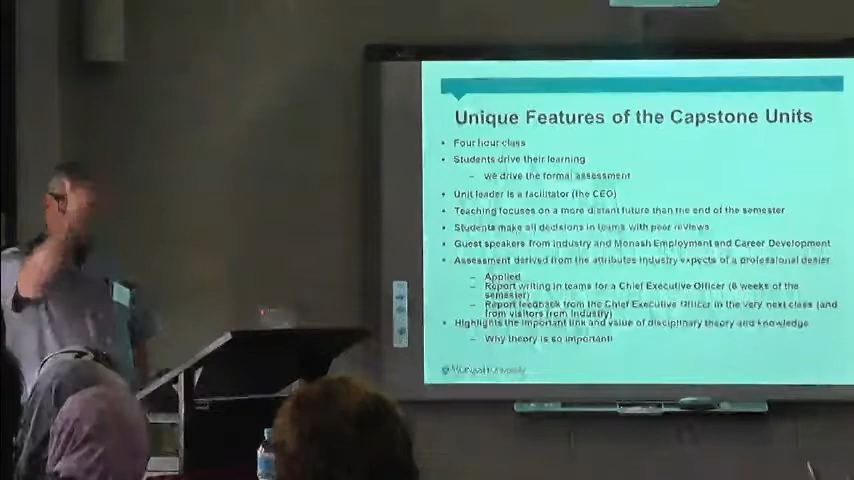 Unique Features of the Capstone Units
• Four hour class
• Students drive their learning
– we drive the formal assessment
• Unit leader is a facilitator (the CEO)
• Teaching focuses on a more distant future than the end of the semester
• Students make all decisions in teams with peer reviews
• Guest speakers from industry and Monash Employment and Career Development
• Assessment derived from the attributes industry expects of a professional
– Applied
– Report writing in teams for a Chief Executive Officer (6 weeks of the
semester)
– Report feedback from the Chief Executive Officer in the very next class (and
from visitors from industry)
• Highlights the important link and value of disciplinary theory and knowledge
– Why theory is so important!
Monash University